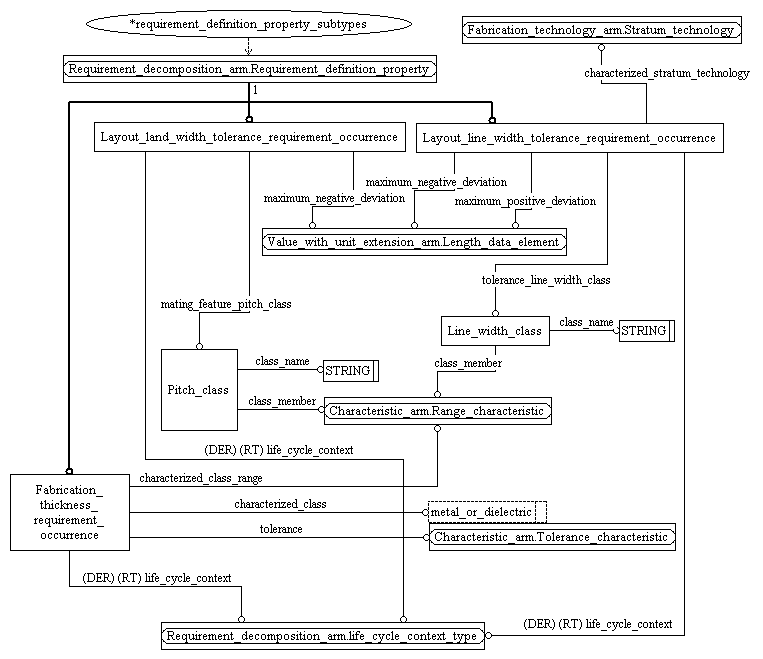 *requirement_definition_property_subtypes
Fabrication_technology_arm.Stratum_technology
Requirement_decomposition_arm.Requirement_definition_property
characterized_stratum_technology
1
Layout_land_width_tolerance_requirement_occurrence
Layout_line_width_tolerance_requirement_occurrence
maximum_negative_deviation
maximum_negative_deviation
maximum_positive_deviation
Value_with_unit_extension_arm.Length_data_element
tolerance_line_width_class
mating_feature_pitch_class
Line_width_class
class_name
STRING
class_name
STRING
class_member
Pitch_class
class_member
Characteristic_arm.Range_characteristic
(DER) (RT) life_cycle_context
characterized_class_range
Fabrication_
thickness_
requirement_
occurrence
characterized_class
metal_or_dielectric
tolerance
Characteristic_arm.Tolerance_characteristic
(DER) (RT) life_cycle_context
(DER) (RT) life_cycle_context
Requirement_decomposition_arm.life_cycle_context_type